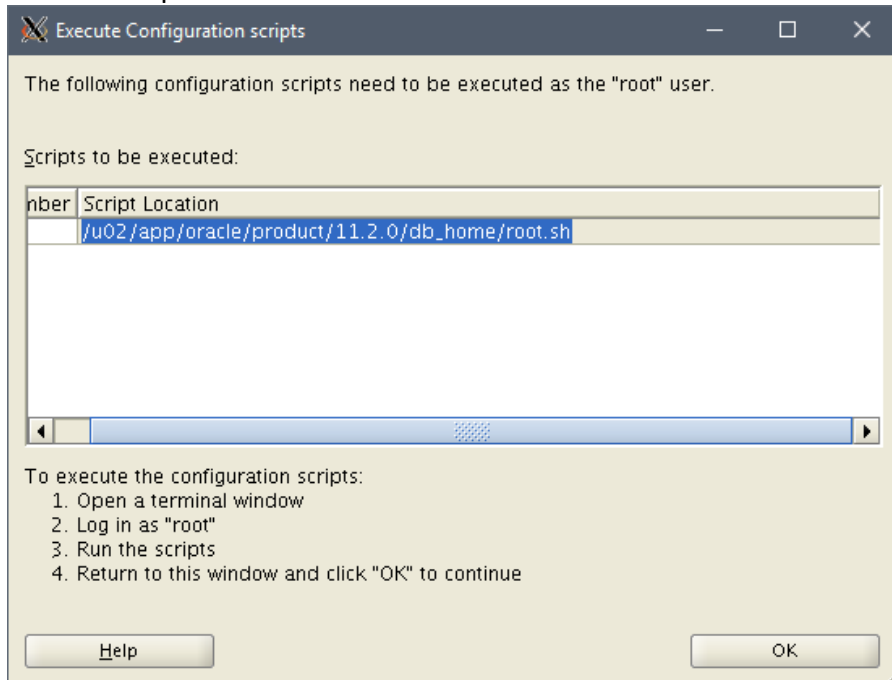 Execute Configuration scripts
The following configuration scripts need to be executed as the "root" user.
Scripts to be executed:
nber Script Location
/u02/app/oracle/product/11.2.0/db_home/root.sh
To execute the configuration scripts:
1. Open a terminal window
2. Log in as "root"
3. Run the scripts
4. Return to this window and click "OK" to continue
Help OK